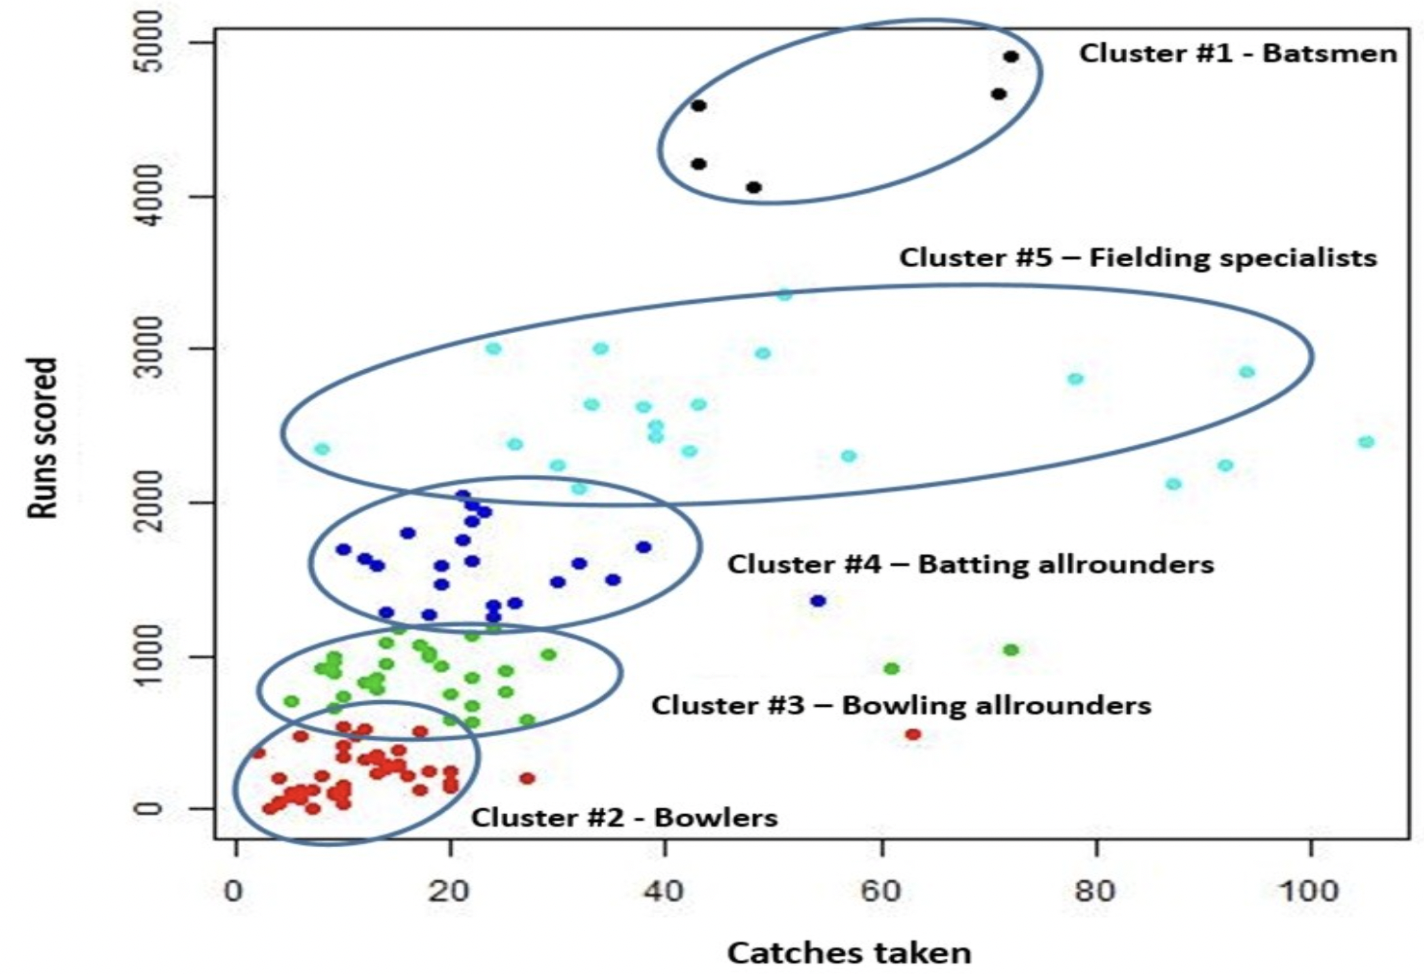 5000
Cluster #1 - Batsmen
4000
Cluster #5 – Fielding specialists
3000
Runs scored
2000
Cluster #4 – Batting allrounders
1000
Cluster #3 – Bowling allrounders
0
Cluster #2 - Bowlers
0 20 40 60 80 100
Catches taken